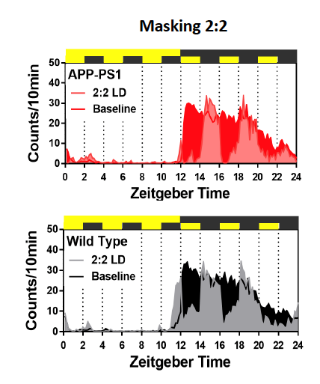 Masking 2:2
50
40
30
20
10
0
Counts/10min
APP-PS1
2:2 LD
Baseline
0 2 4 6 8 10 12 14 16 18 20 22 24
Zeitgeber Time
50
40
30
20
10
0
Counts/10min
Wild Type
2:2 LD
Baseline
0 2 4 6 8 10 12 14 16 18 20 22 24
Zeitgeber Time